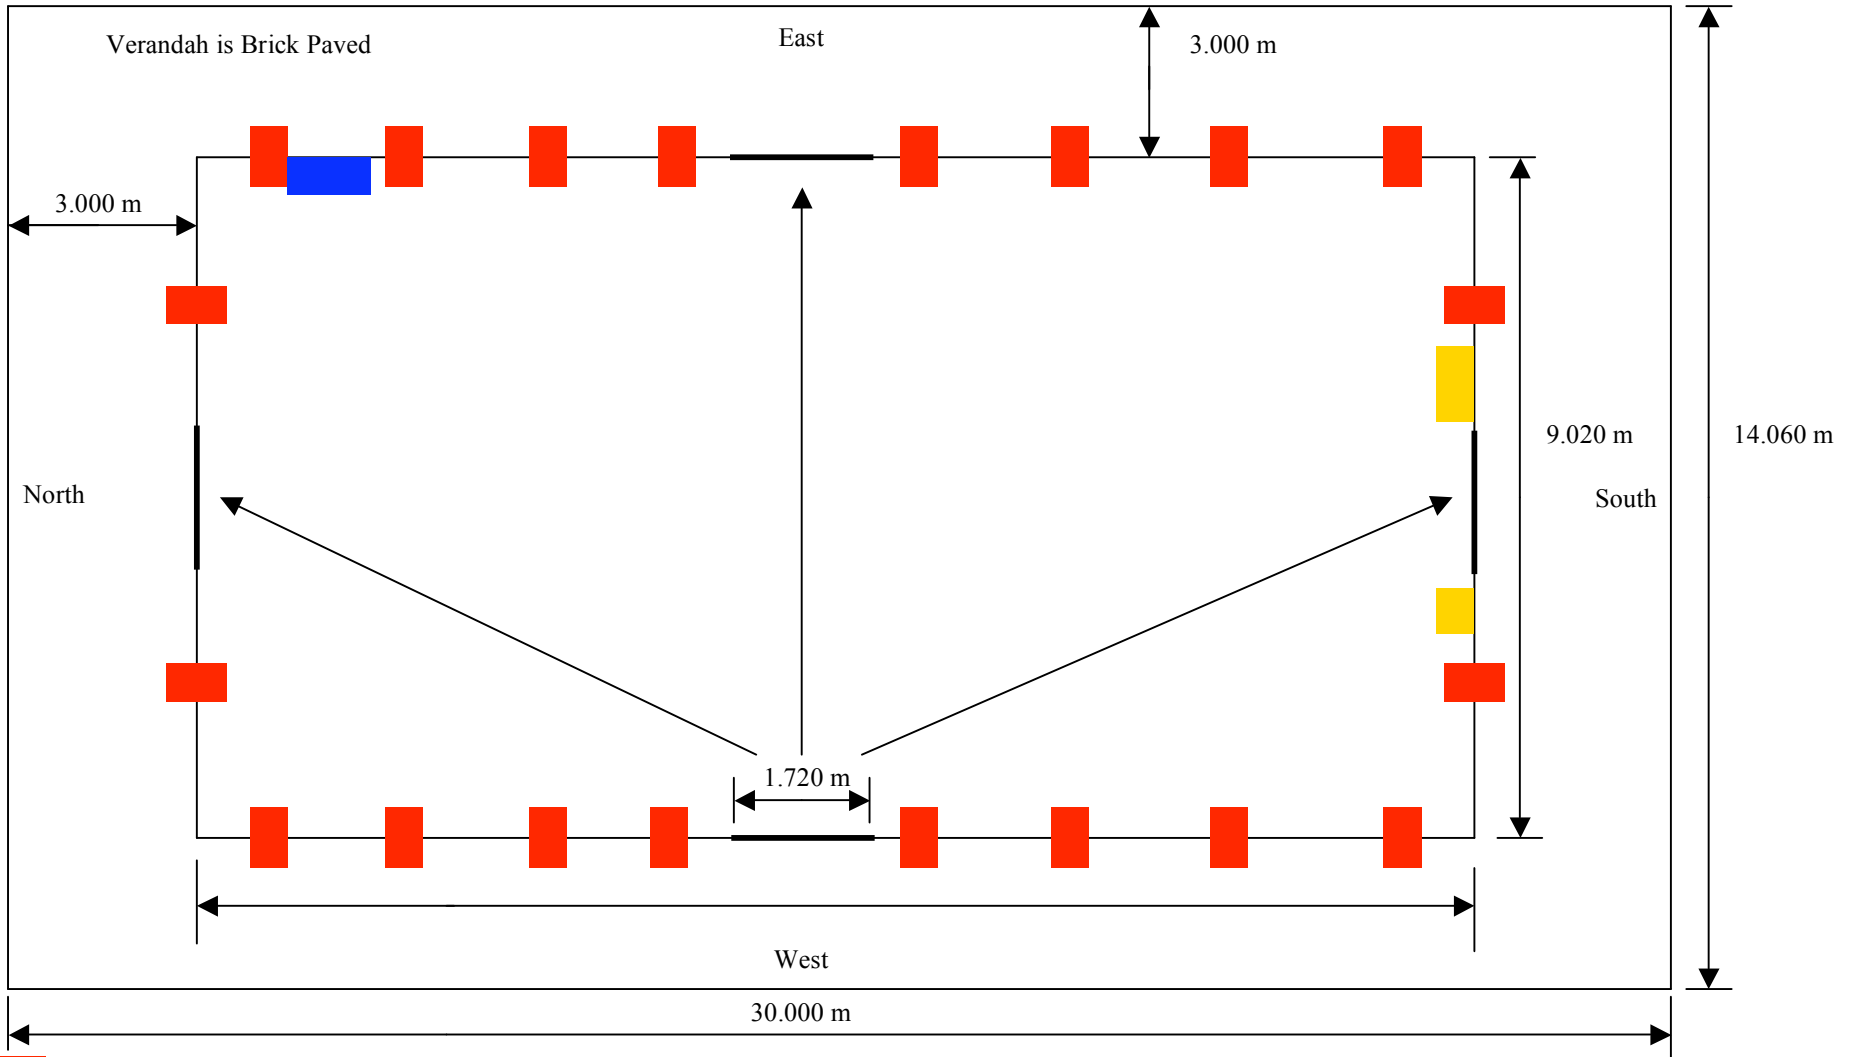 Verandah is Brick Paved
East
3.000 m
3.000 m
9.020 m
14.060 m
North
South
1.720 m
West
30.000 m